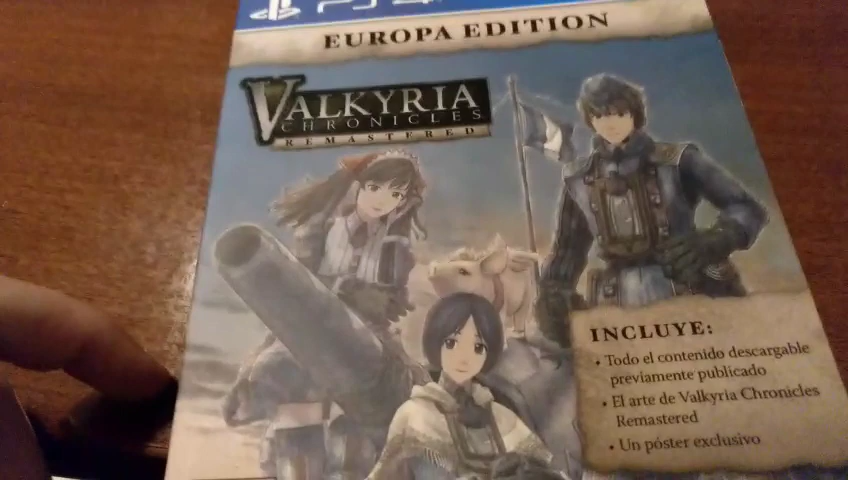 PS4
EUROPA EDITION
VALKYRIA
CHRONICLES
REMASTERED
INCLUYE:
• Todo el contenido descargable
previamente publicado
• El arte de Valkyria Chronicles
Remastered
• Un póster exclusivo